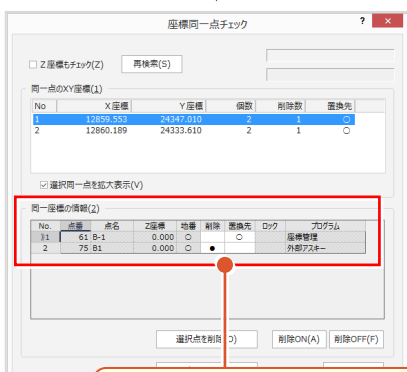 座標同一点チェック ? ×
□ Z座標もチェック(Z) 再検索(S)
同一点のXY座標(1)
No X座標 Y座標 個数 削除数 置換先
1 12859.553 24347.010 2 1 ○
2 12860.189 24333.610 2 1 ○
☑ 選択同一点を拡大表示(V)
同一座標の情報(2)
No. 点番 点名 Z座標 地番 削除 置換先 ロック プログラム
1 61 B-1 0.000 ○ ○ 座標管理
2 75 B1 0.000 ○ ● 外部アスキー
選択点を削除(D) 削除ON(A) 削除OFF(F)